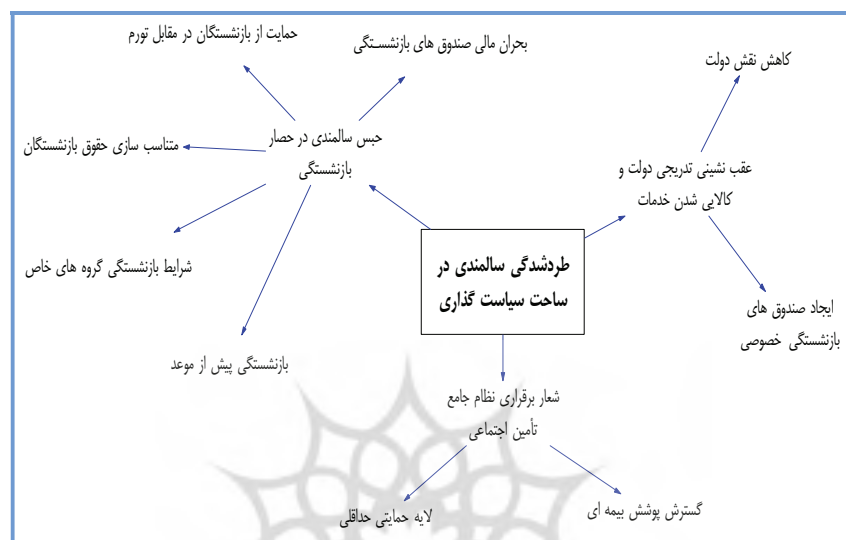 حمایت از بازنشستگان در مقابل تورم
بحران مالی صندوق های بازنشستگی
کاهش نقش دولت
حبس سالمندی در حصار
بازنشستگی
متناسب سازی حقوق بازنشستگان
عقب نشینی تدریجی دولت و
کالایی شدن خدمات
طردشدگی سالمندی در
ساحت سیاست گذاری
شرایط بازنشستگی گروه های خاص
ایجاد صندوق های
بازنشستگی خصوصی
بازنشستگی پیش از موعد
شعار برقراری نظام جامع
تأمین اجتماعی
گسترش پوشش بیمه ای
لایه حمایتی حداقلی